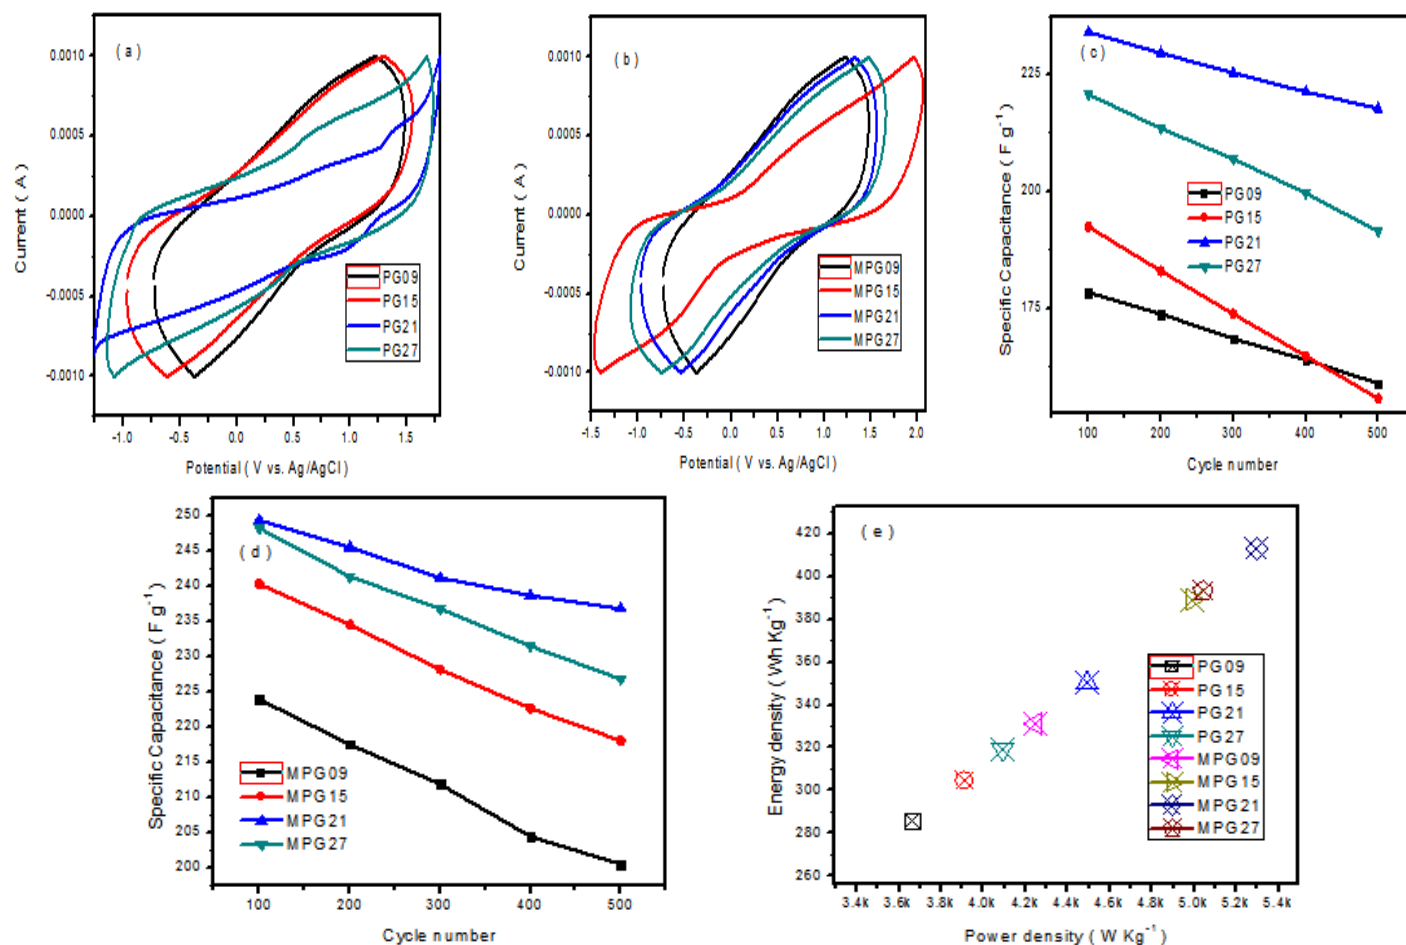 ( a )
0.0010
0.0005
0.0000
-0.0005
-0.0010
Current ( A )
PG09
PG15
PG21
PG27
-1.0 -0.5 0.0 0.5 1.0 1.5
Potential ( V vs. Ag/AgCl )
( b )
0.0010
0.0005
0.0000
-0.0005
-0.0010
Current ( A )
MPG09
MPG15
MPG21
MPG27
-1.5 -1.0 -0.5 0.0 0.5 1.0 1.5 2.0
Potential ( V vs. Ag/AgCl )
( c )
225
200
175
Specific Capacitance ( F g-1 )
PG09
PG15
PG21
PG27
100 200 300 400 500
Cycle number
( d )
250
245
240
235
230
225
220
215
210
205
200
Specific Capacitance ( F g-1 )
MPG09
MPG15
MPG21
MPG27
100 200 300 400 500
Cycle number
( e )
420
400
380
360
340
320
300
280
260
Energy density ( Wh Kg-1 )
PG09
PG15
PG21
PG27
MPG09
MPG15
MPG21
MPG27
3.4k 3.6k 3.8k 4.0k 4.2k 4.4k 4.6k 4.8k 5.0k 5.2k 5.4k
Power density ( W Kg-1 )